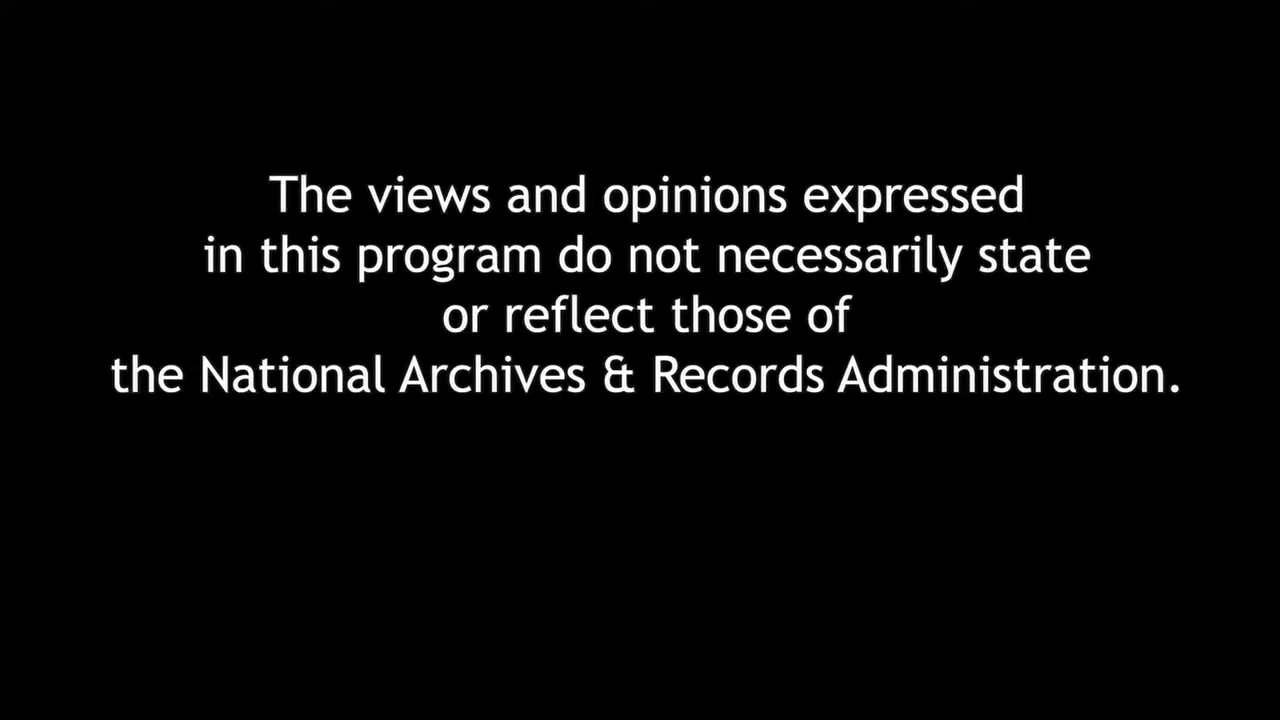 The views and opinions expressed
in this program do not necessarily state
or reflect those of
the National Archives & Records Administration.